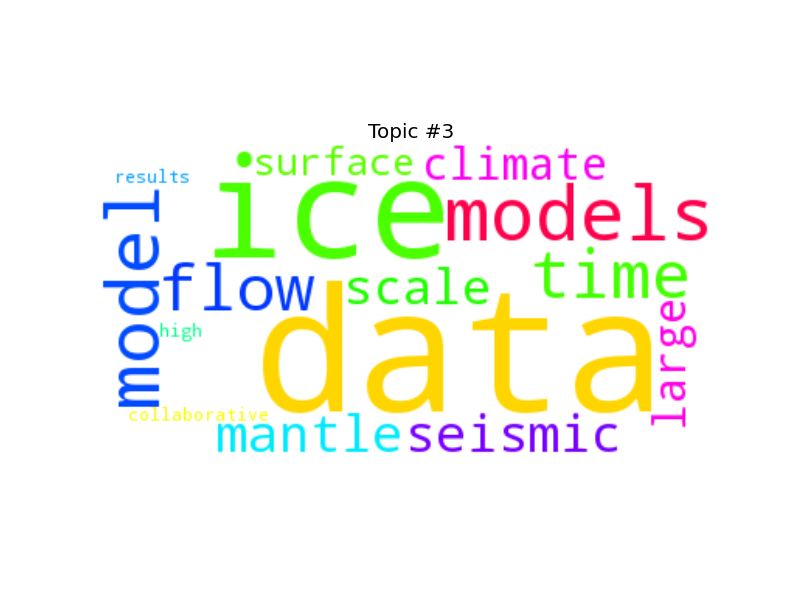 Topic #3
surface
climate
results
ice
models
model
flow
scale
time
high
data
large
collaborative
mantle
seismic